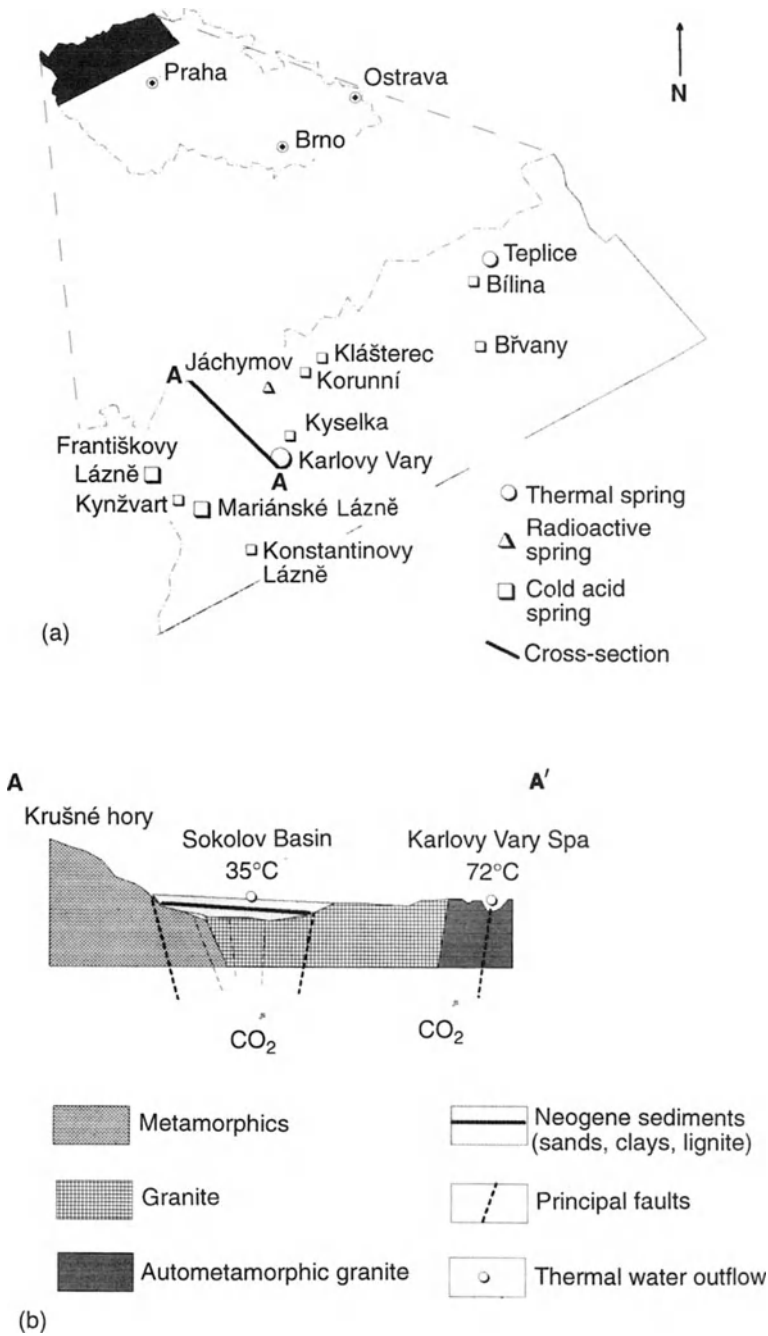 Praha
Ostrava
N
Brno
Teplice
Bílina
Břvany
Klášterec
Jáchymov
A
Korunní
Kyselka
Františkovy
Lázně
Karlovy Vary
A
Kynžvart
Mariánské Lázně
Konstantinovy
Lázně
Thermal spring
Radioactive
spring
Cold acid
spring
Cross-section
(a)
A
A′
Krušné hory
Sokolov Basin
35°C
Karlovy Vary Spa
72°C
CO₂
CO₂
Metamorphics
Granite
Autometamorphic granite
Neogene sediments
(sands, clays, lignite)
Principal faults
Thermal water outflow
(b)